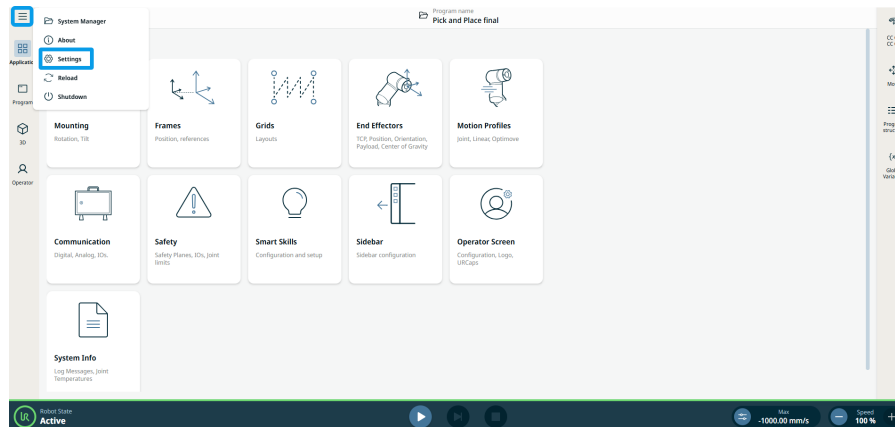 System Manager
About
Settings
Reload
Shutdown
Program name
Pick and Place final
Program
3D
Operator
Mounting
Rotation, Tilt
Frames
Position, references
Grids
Layouts
End Effectors
TCP, Position, Orientation,
Payload, Center of Gravity
Motion Profiles
Joint, Linear, Optimove
Communication
Digital, Analog, IOs.
Safety
Safety Planes, IOs, Joint
limits
Smart Skills
Configuration and setup
Sidebar
Sidebar configuration
Operator Screen
Configuration, Logo,
URCaps
System Info
Log Messages, Joint
Temperatures
Robot State
Active
Max
-1000.00 mm/s
Speed
100 %